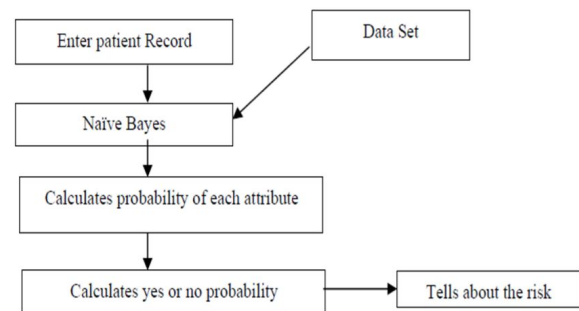 Enter patient Record
Data Set
Naïve Bayes
Calculates probability of each attribute
Calculates yes or no probability
Tells about the risk